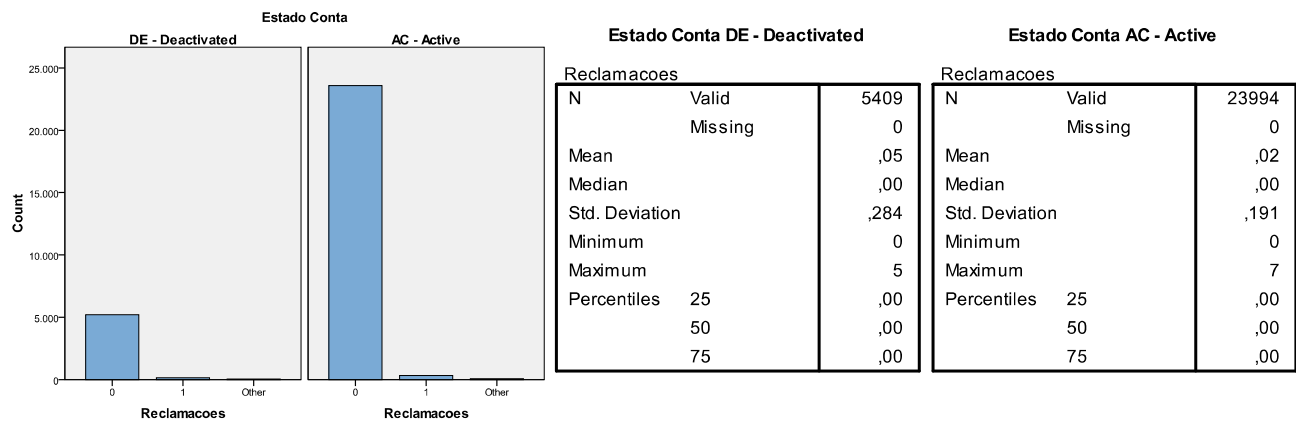 Estado Conta
DE - Deactivated
AC - Active
Count
25.000
20.000
15.000
10.000
5.000
0
0 1 Other
0 1 Other
Reclamacoes
Reclamacoes
Estado Conta DE - Deactivated
Reclamacoes
N Valid 5409
Missing 0
Mean ,05
Median ,00
Std. Deviation ,284
Minimum 0
Maximum 5
Percentiles 25 ,00
50 ,00
75 ,00
Estado Conta AC - Active
Reclamacoes
N Valid 23994
Missing 0
Mean ,02
Median ,00
Std. Deviation ,191
Minimum 0
Maximum 7
Percentiles 25 ,00
50 ,00
75 ,00